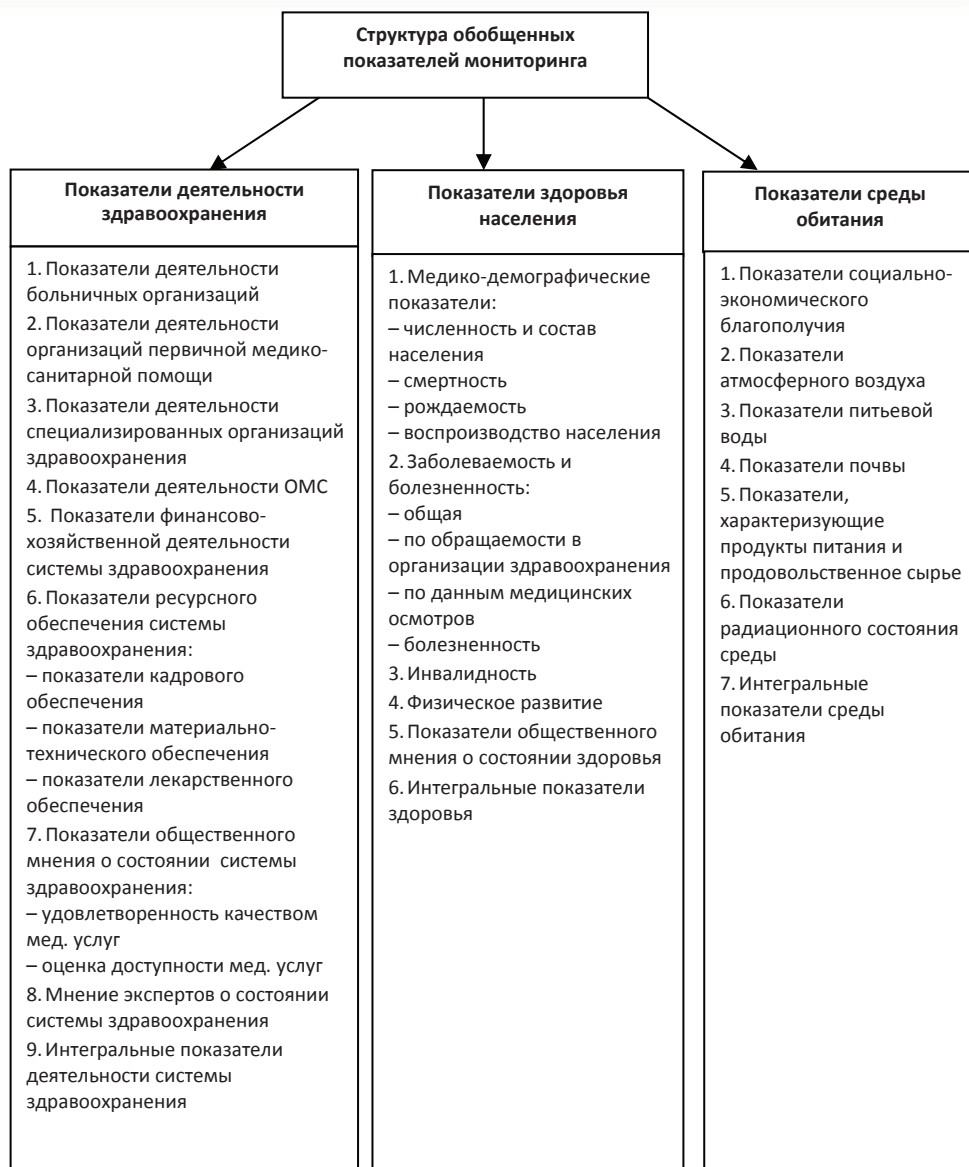 Структура обобщенных
показателей мониторинга
Показатели деятельности
здравоохранения
1. Показатели деятельности
больничных организаций
2. Показатели деятельности
организаций первичной медико-
санитарной помощи
3. Показатели деятельности
специализированных организаций
здравоохранения
4. Показатели деятельности ОМС
5. Показатели финансово-
хозяйственной деятельности
системы здравоохранения
6. Показатели ресурсного
обеспечения системы
здравоохранения:
– показатели кадрового
обеспечения
– показатели материально-
технического обеспечения
– показатели лекарственного
обеспечения
7. Показатели общественного
мнения о состоянии системы
здравоохранения:
– удовлетворенность качеством
мед. услуг
– оценка доступности мед. услуг
8. Мнение экспертов о состоянии
системы здравоохранения
9. Интегральные показатели
деятельности системы
здравоохранения
Показатели здоровья
населения
1. Медико-демографические
показатели:
– численность и состав
населения
– смертность
– рождаемость
– воспроизводство населения
2. Заболеваемость и
болезненность:
– общая
– по обращаемости в
организации здравоохранения
– по данным медицинских
осмотров
– болезненность
3. Инвалидность
4. Физическое развитие
5. Показатели общественного
мнения о состоянии здоровья
6. Интегральные показатели
здоровья
Показатели среды
обитания
1. Показатели социально-
экономического
благополучия
2. Показатели
атмосферного воздуха
3. Показатели питьевой
воды
4. Показатели почвы
5. Показатели,
характеризующие
продукты питания и
продовольственное сырье
6. Показатели
радиационного состояния
среды
7. Интегральные
показатели среды
обитания